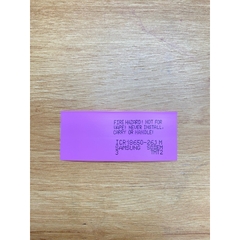 FIRE HAZARD! NOT FOR
VAPE! NEVER INSTALL,
CARRY OR HANDLE!
ICR18650-26J M
SAMSUNG SDI